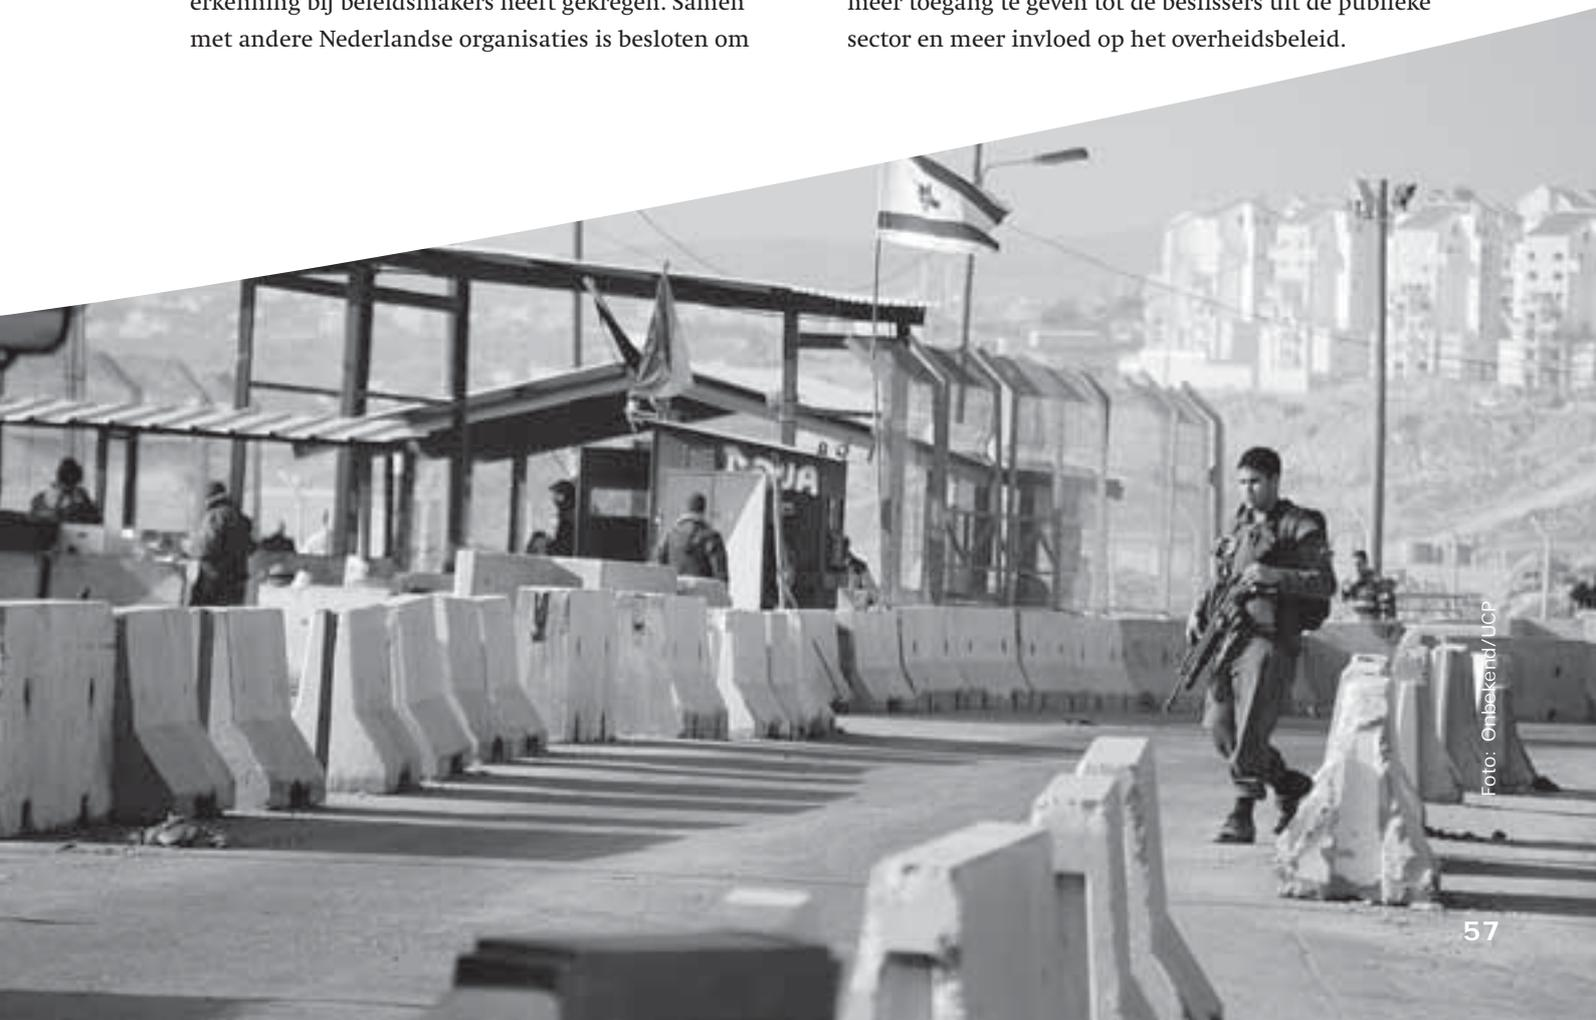 erkenning bij beleidsmakers heeft gekregen. Samen
met andere Nederlandse organisaties is besloten om
meer toegang te geven tot de beslissers uit de publieke
sector en meer invloed op het overheidsbeleid.
Foto: Onbekend/UCP
57